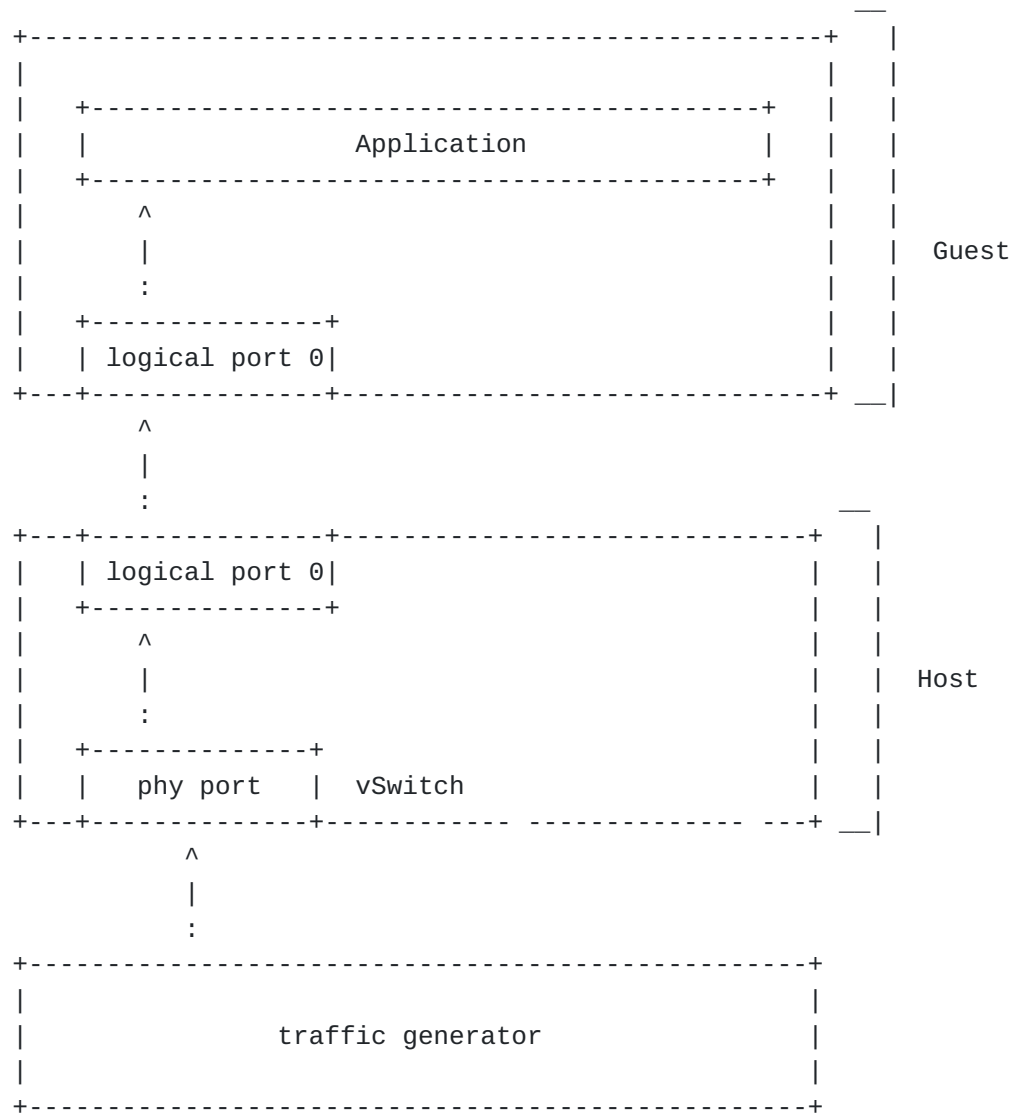 Application
Guest
logical port 0
logical port 0
Host
phy port vSwitch
traffic generator